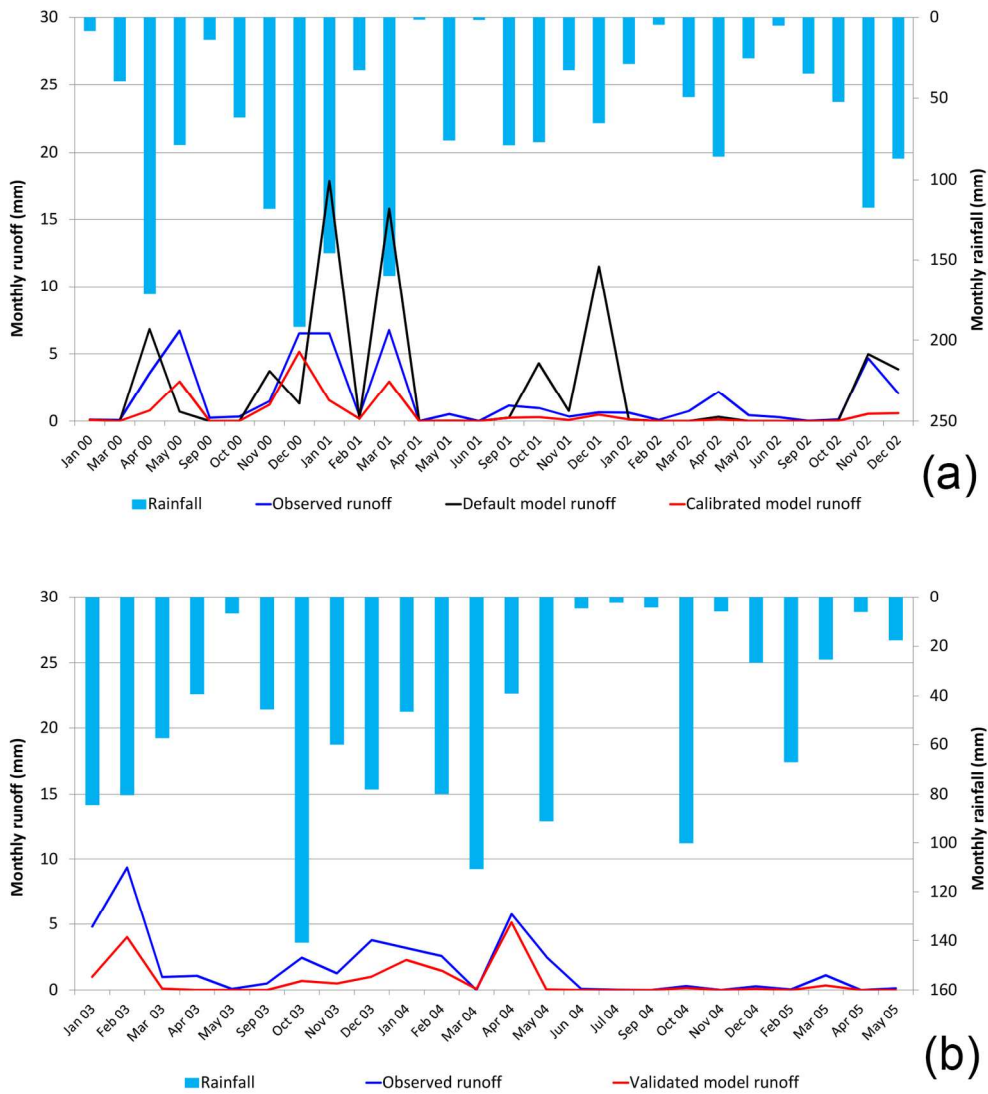 30
25
20
15
10
5
0
Monthly runoff (mm)
0
50
100
150
200
250
Monthly rainfall (mm)
Jan 00
Mar 00
Apr 00
May 00
Sep 00
Oct 00
Nov 00
Dec 00
Jan 01
Feb 01
Mar 01
Apr 01
May 01
Jun 01
Sep 01
Oct 01
Nov 01
Dec 01
Jan 02
Feb 02
Mar 02
Apr 02
May 02
Jun 02
Sep 02
Oct 02
Nov 02
Dec 02
(a)
Rainfall Observed runoff Default model runoff Calibrated model runoff
30
25
20
15
10
5
0
Monthly runoff (mm)
0
20
40
60
80
100
120
140
160
Monthly rainfall (mm)
Jan 03
Feb 03
Mar 03
Apr 03
May 03
Sep 03
Oct 03
Nov 03
Dec 03
Jan 04
Feb 04
Mar 04
Apr 04
May 04
Jun 04
Jul 04
Sep 04
Oct 04
Nov 04
Dec 04
Feb 05
Mar 05
Apr 05
May 05
(b)
Rainfall Observed runoff Validated model runoff